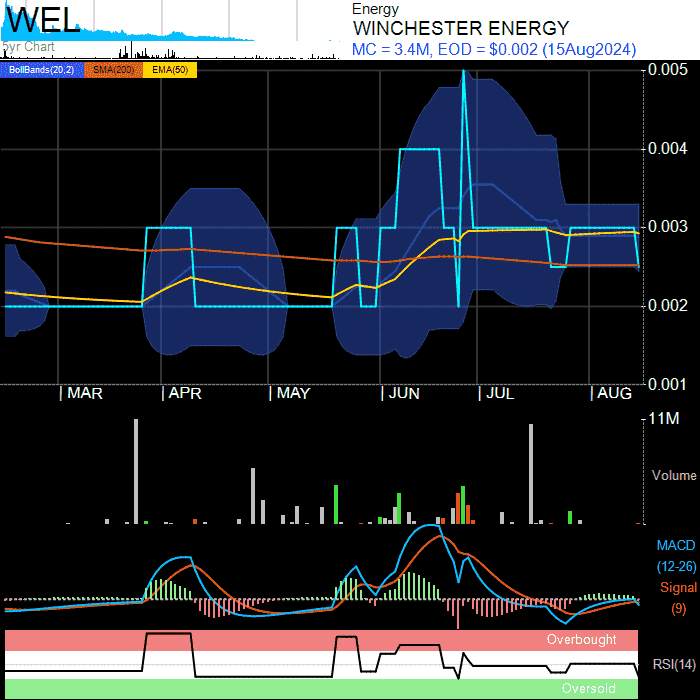 WEL
5yr Chart
Energy
WINCHESTER ENERGY
MC = 3.4M, EOD = $0.002 (15Aug2024)
BollBands(20,2) SMA(200) EMA(50)
0.005
0.004
0.003
0.002
0.001
MAR APR MAY JUN JUL AUG
11M
Volume
MACD
(12-26)
Signal
(9)
Overbought
RSI(14)
Oversold